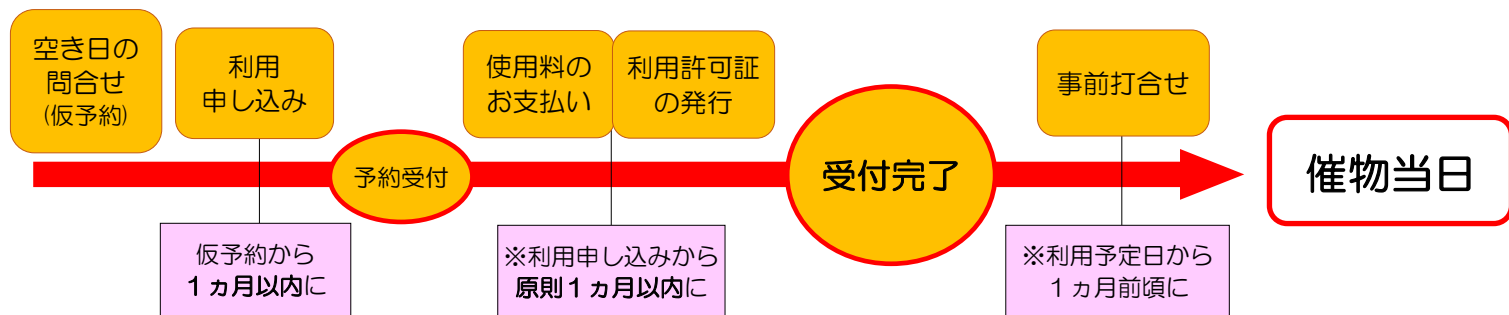 空き日の
問合せ
(仮予約)
利用
申し込み
使用料の
お支払い
利用許可証
の発行
事前打合せ
予約受付
受付完了
催物当日
仮予約から
１ヵ月以内に
※利用申し込みから
原則１ヵ月以内に
※利用予定日から
１ヵ月前頃に